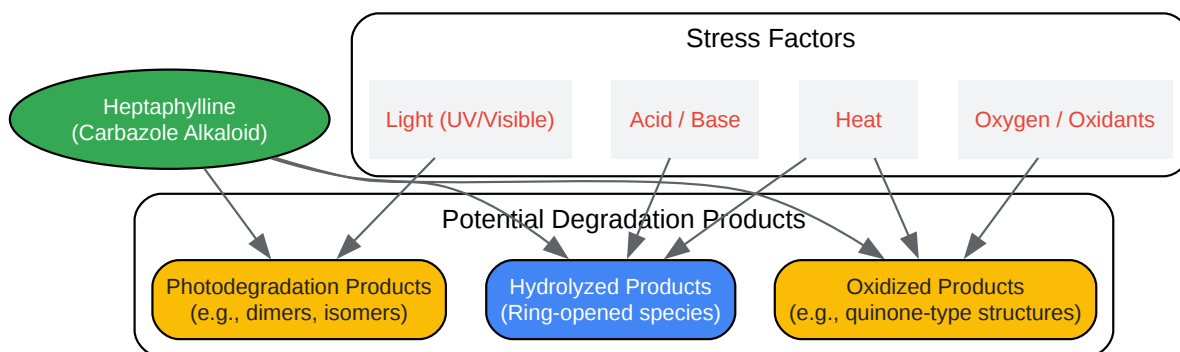 Stress Factors
Heptaphylline
(Carbazole Alkaloid)
Light (UV/Visible)
Acid / Base
Heat
Oxygen / Oxidants
Potential Degradation Products
Photodegradation Products
(e.g., dimers, isomers)
Hydrolyzed Products
(Ring-opened species)
Oxidized Products
(e.g., quinone-type structures)